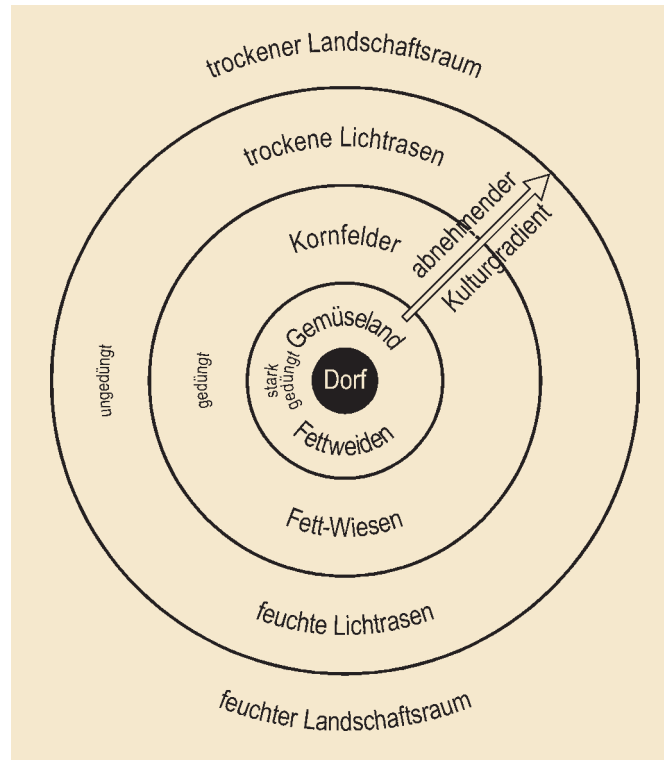 trockener Landschaftsraum
trockene Lichtrasen
abnehmender
Kulturgradient
Kornfelder
Gemüseland
ungedüngt
gedüngt
stark
gedüngt
Dorf
Fettweiden
Fett-Wiesen
feuchte Lichtrasen
feuchter Landschaftsraum